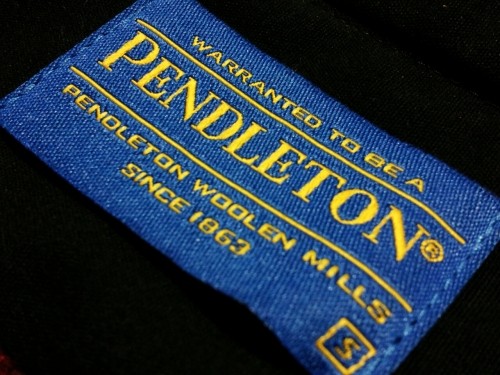 WARRANTED TO BE A
PENDLETON®
PENDLETON WOOLEN MILLS
SINCE 1863
S